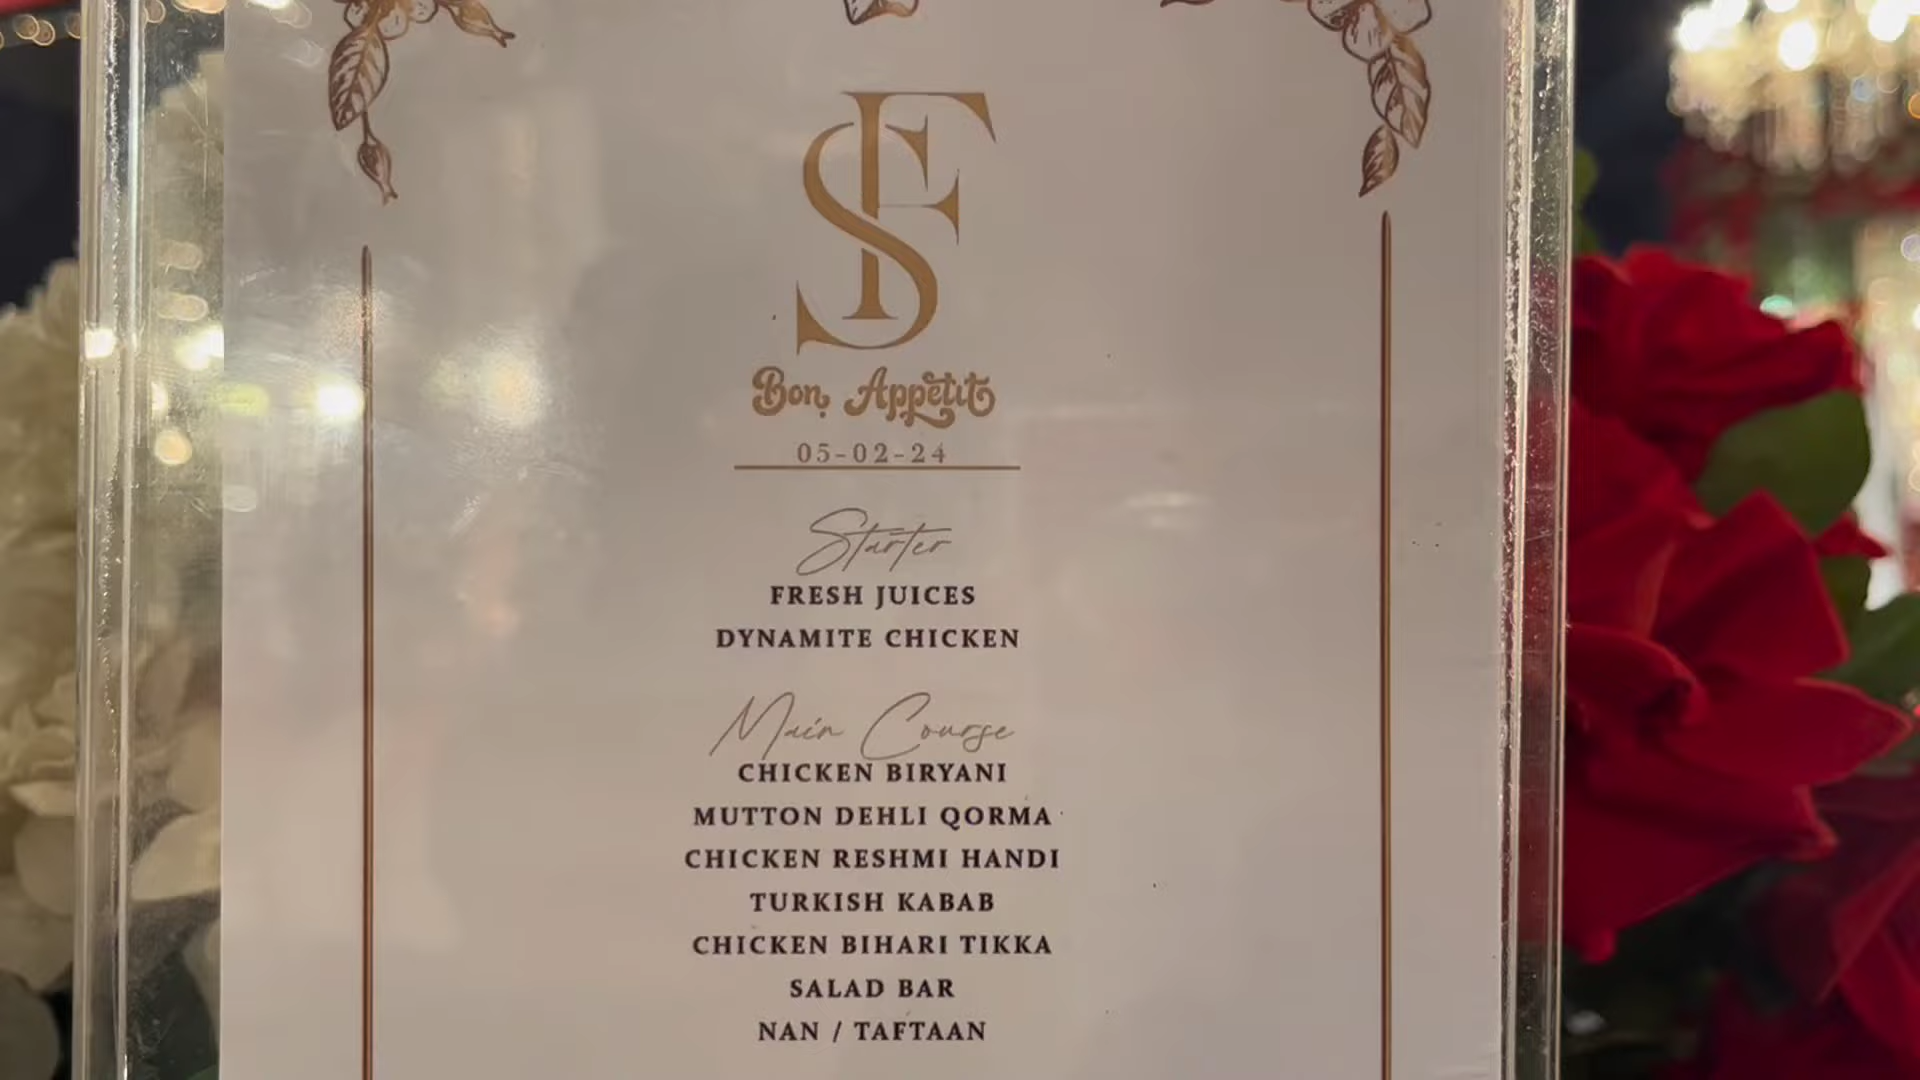 SF
Bon Appetit
05-02-24
Starter
FRESH JUICES
DYNAMITE CHICKEN
Main Course
CHICKEN BIRYANI
MUTTON DEHLI QORMA
CHICKEN RESHMI HANDI
TURKISH KABAB
CHICKEN BIHARI TIKKA
SALAD BAR
NAN / TAFTAAN